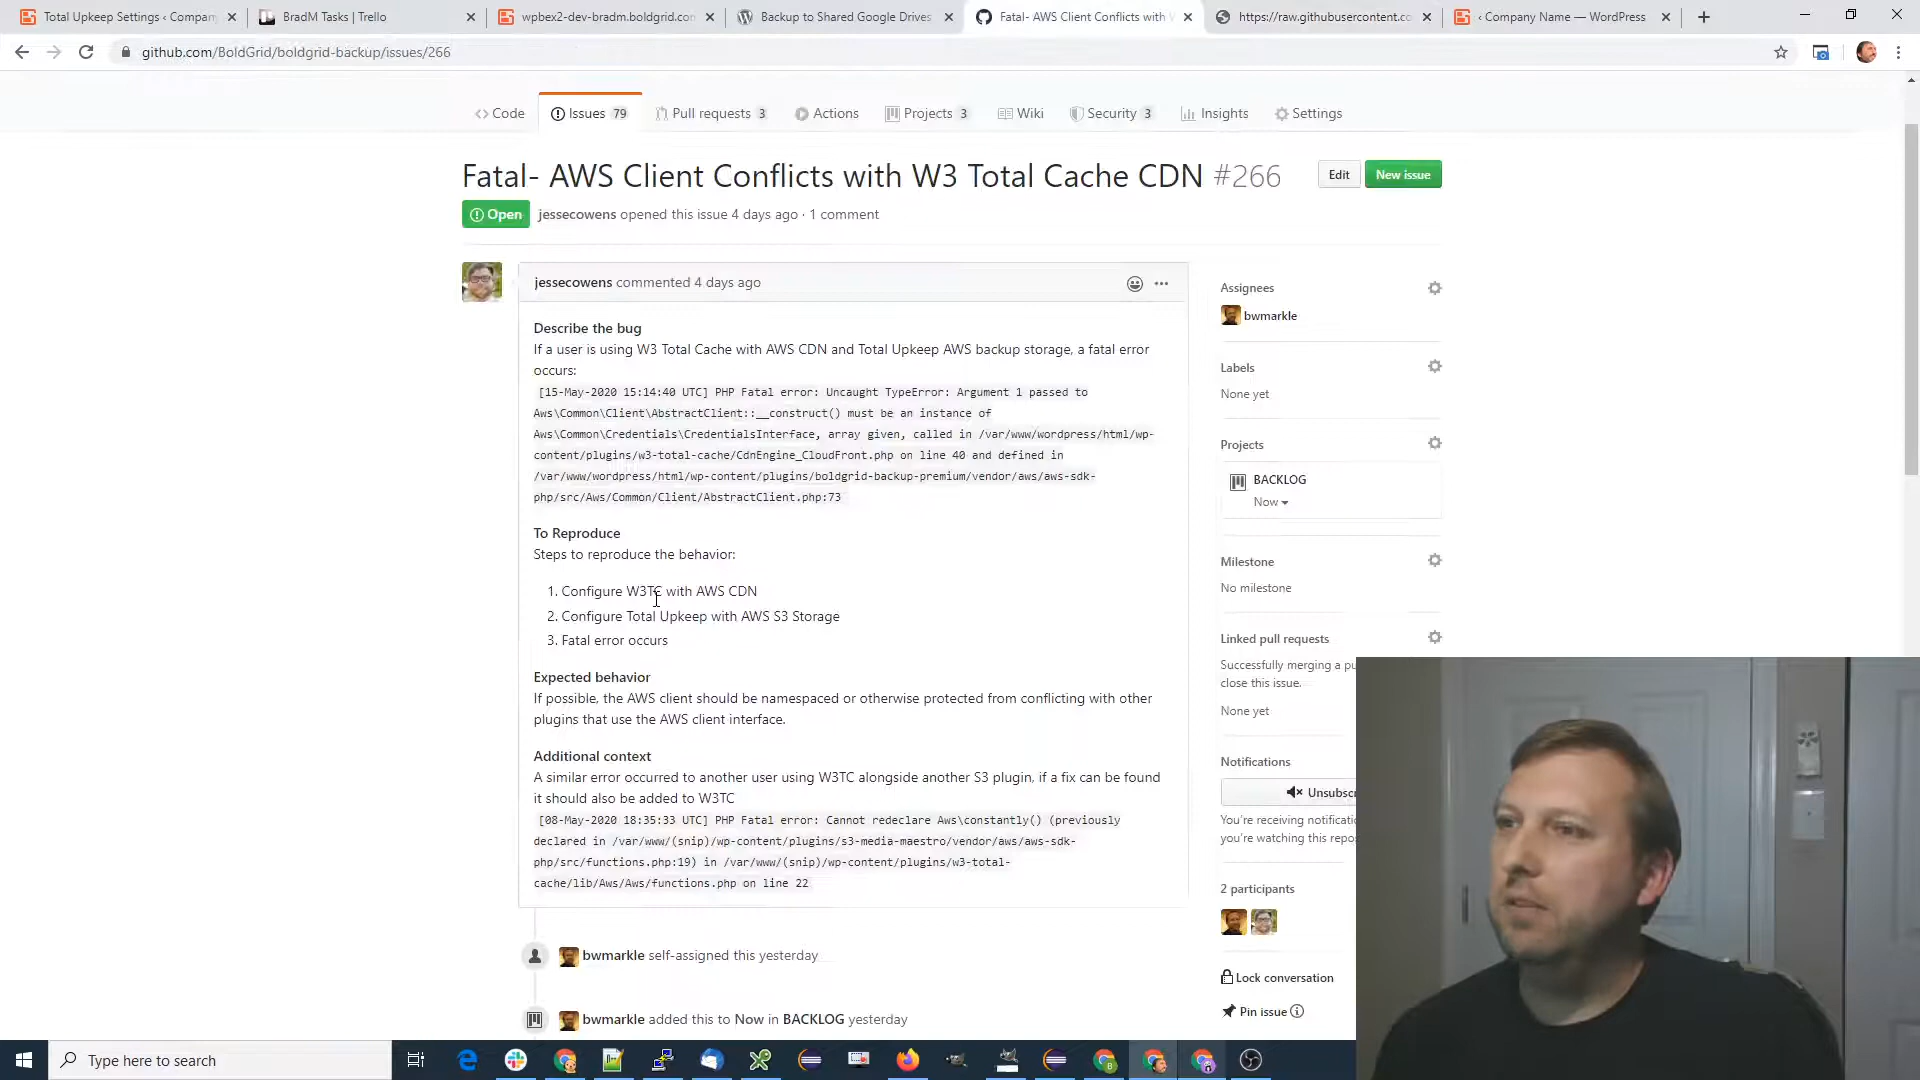 Total Upkeep Settings ‹ Compan
BradM Tasks | Trello
wpbex2-dev-bradm.boldgrid.con
Backup to Shared Google Drives
Fatal- AWS Client Conflicts with W
https://raw.githubusercontent.co
‹ Company Name — WordPress
github.com/BoldGrid/boldgrid-backup/issues/266
Code
Issues 79
Pull requests 3
Actions
Projects 3
Wiki
Security 3
Insights
Settings
Fatal- AWS Client Conflicts with W3 Total Cache CDN #266
Edit
New issue
Open
jessecowens opened this issue 4 days ago · 1 comment
jessecowens commented 4 days ago
Describe the bug
If a user is using W3 Total Cache with AWS CDN and Total Upkeep AWS backup storage, a fatal error
occurs:
[15-May-2020 15:14:40 UTC] PHP Fatal error: Uncaught TypeError: Argument 1 passed to
Aws\Common\Client\AbstractClient::__construct() must be an instance of
Aws\Common\Credentials\CredentialsInterface, array given, called in /var/www/wordpress/html/wp-
content/plugins/w3-total-cache/CdnEngine_CloudFront.php on line 40 and defined in
/var/www/wordpress/html/wp-content/plugins/boldgrid-backup-premium/vendor/aws/aws-sdk-
php/src/Aws/Common/Client/AbstractClient.php:73
To Reproduce
Steps to reproduce the behavior:
1. Configure W3TC with AWS CDN
2. Configure Total Upkeep with AWS S3 Storage
3. Fatal error occurs
Expected behavior
If possible, the AWS client should be namespaced or otherwise protected from conflicting with other
plugins that use the AWS client interface.
Additional context
A similar error occurred to another user using W3TC alongside another S3 plugin, if a fix can be found
it should also be added to W3TC
[08-May-2020 18:35:33 UTC] PHP Fatal error: Cannot redeclare Aws\constantly() (previously
declared in /var/www/(snip)/wp-content/plugins/s3-media-maestro/vendor/aws/aws-sdk-
php/src/functions.php:19) in /var/www/(snip)/wp-content/plugins/w3-total-
cache/lib/Aws/Aws/functions.php on line 22
bwmarkle self-assigned this yesterday
bwmarkle added this to Now in BACKLOG yesterday
Assignees
bwmarkle
Labels
None yet
Projects
BACKLOG
Now
Milestone
No milestone
Linked pull requests
Successfully merging a pu
close this issue.
None yet
Notifications
Unsubscr
You're receiving notificatio
you're watching this repos
2 participants
Lock conversation
Pin issue
Type here to search